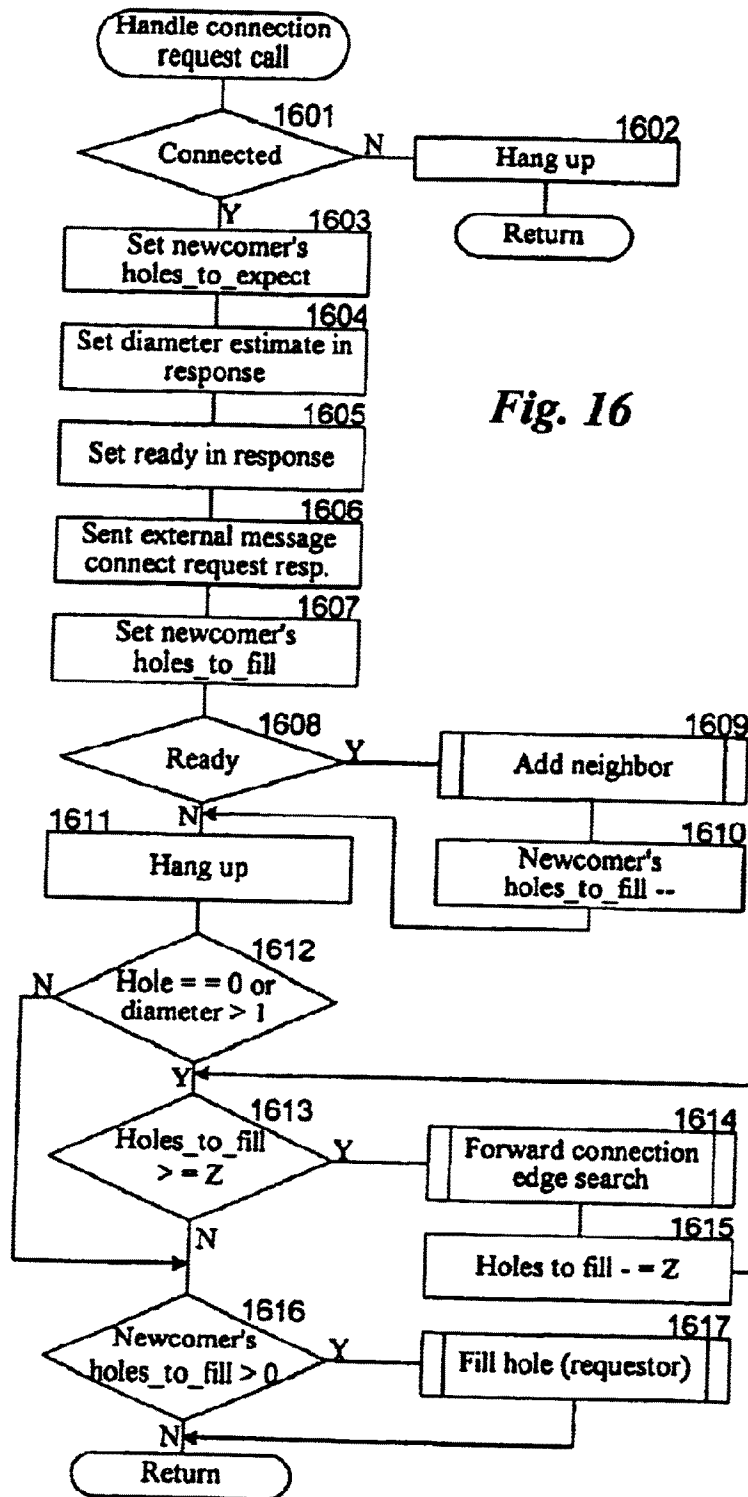 Handle connection
request call
1601
Connected
N
1602
Hang up
Return
Y
1603
Set newcomer's
holes_to_expect
1604
Set diameter estimate in
response
Fig. 16
1605
Set ready in response
1606
Sent external message
connect request resp.
1607
Set newcomer's
holes_to_fill
1608
Ready
Y
1609
Add neighbor
N
1611
Hang up
1610
Newcomer's
holes_to_fill --
1612
Hole = = 0 or
diameter > 1
N
Y
1613
Holes_to_fill
> = Z
Y
1614
Forward connection
edge search
N
1615
Holes to fill - = Z
1616
Newcomer's
holes_to_fill > 0
Y
1617
Fill hole (requestor)
N
Return